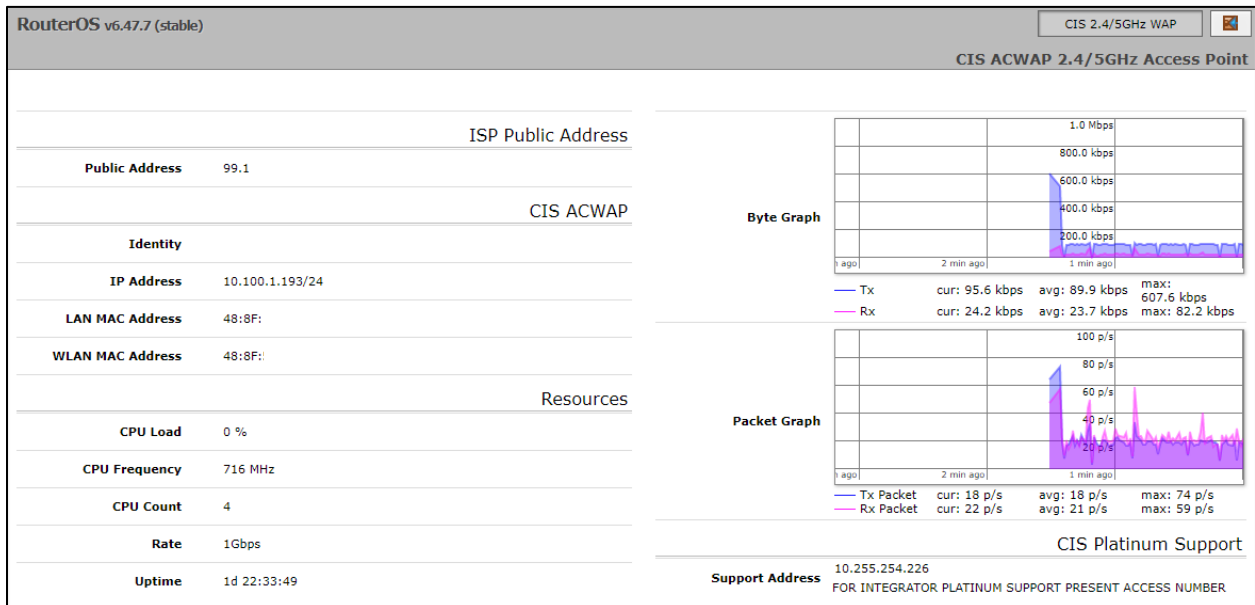 RouterOS v6.47.7 (stable)
CIS 2.4/5GHz WAP
CIS ACWAP 2.4/5GHz Access Point
ISP Public Address
Public Address 99.1
CIS ACWAP
Identity
IP Address 10.100.1.193/24
LAN MAC Address 48:8F:
WLAN MAC Address 48:8F:
Resources
CPU Load 0 %
CPU Frequency 716 MHz
CPU Count 4
Rate 1Gbps
Uptime 1d 22:33:49
Byte Graph
1.0 Mbps
800.0 kbps
600.0 kbps
400.0 kbps
200.0 kbps
ago 2 min ago 1 min ago
Tx cur: 95.6 kbps avg: 89.9 kbps max: 607.6 kbps
Rx cur: 24.2 kbps avg: 23.7 kbps max: 82.2 kbps
Packet Graph
100 p/s
80 p/s
60 p/s
40 p/s
20 p/s
ago 2 min ago 1 min ago
Tx Packet cur: 18 p/s avg: 18 p/s max: 74 p/s
Rx Packet cur: 22 p/s avg: 21 p/s max: 59 p/s
CIS Platinum Support
Support Address 10.255.254.226
FOR INTEGRATOR PLATINUM SUPPORT PRESENT ACCESS NUMBER